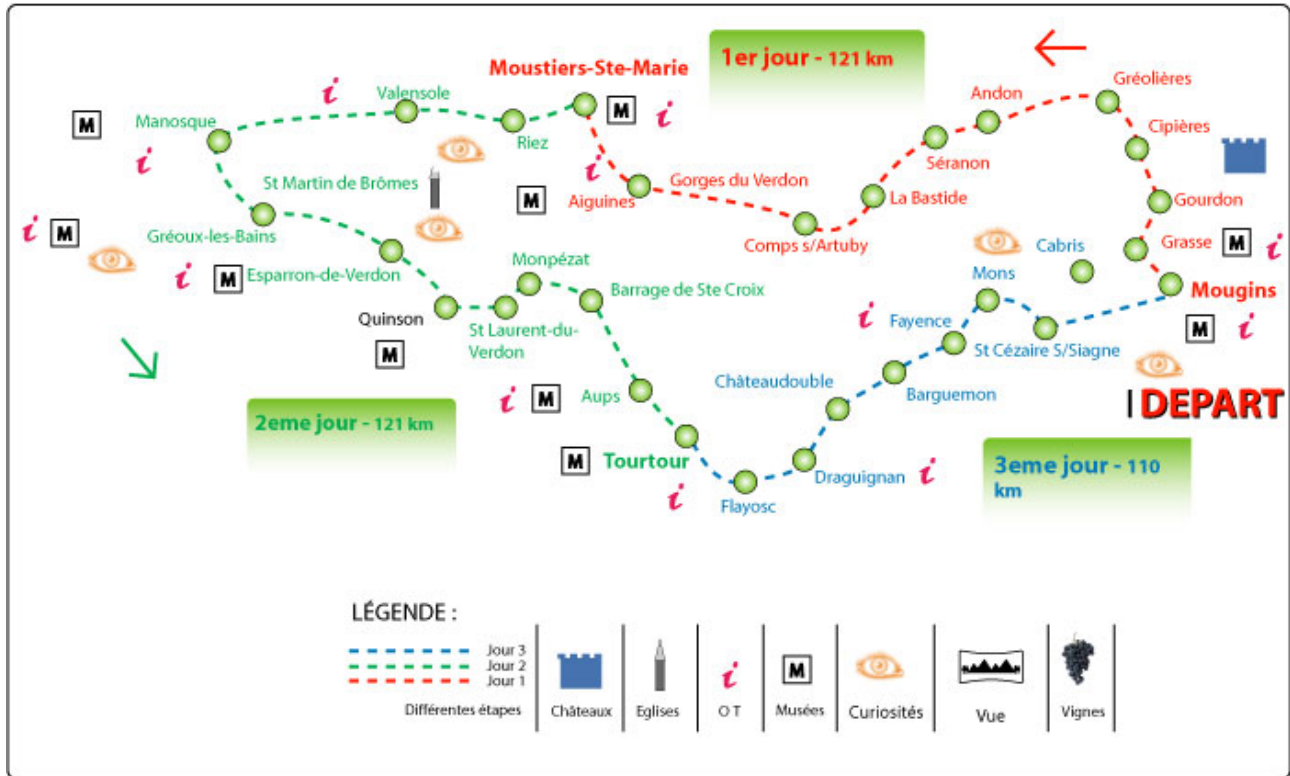 1er jour - 121 km
Moustiers-Ste-Marie
Gréolières
Andon
Valensole
Manosque
Riez
Cipières
Séranon
St Martin de Brômes
Gorges du Verdon
Aiguines
La Bastide
Gourdon
M
M
M
M
M
M
M
M
M
M
i
i
i
i
i
i
i
i
i
i
i
i
Gréoux-les-Bains
Comps s/Artuby
Grasse
Cabris
Esparron-de-Verdon
Monpézat
Mons
Barrage de Ste Croix
Mougins
Quinson
St Laurent-du-
Verdon
Fayence
St Cézaire S/Siagne
Châteaudouble
Barguemon
Aups
I DEPART
2eme jour - 121 km
Tourtour
Draguignan
3eme jour - 110
km
Flayosc
LÉGENDE :
Jour 3
Jour 2
Jour 1
Différentes étapes
Châteaux
Eglises
i
O T
M
Musées
Curiosités
Vue
Vignes